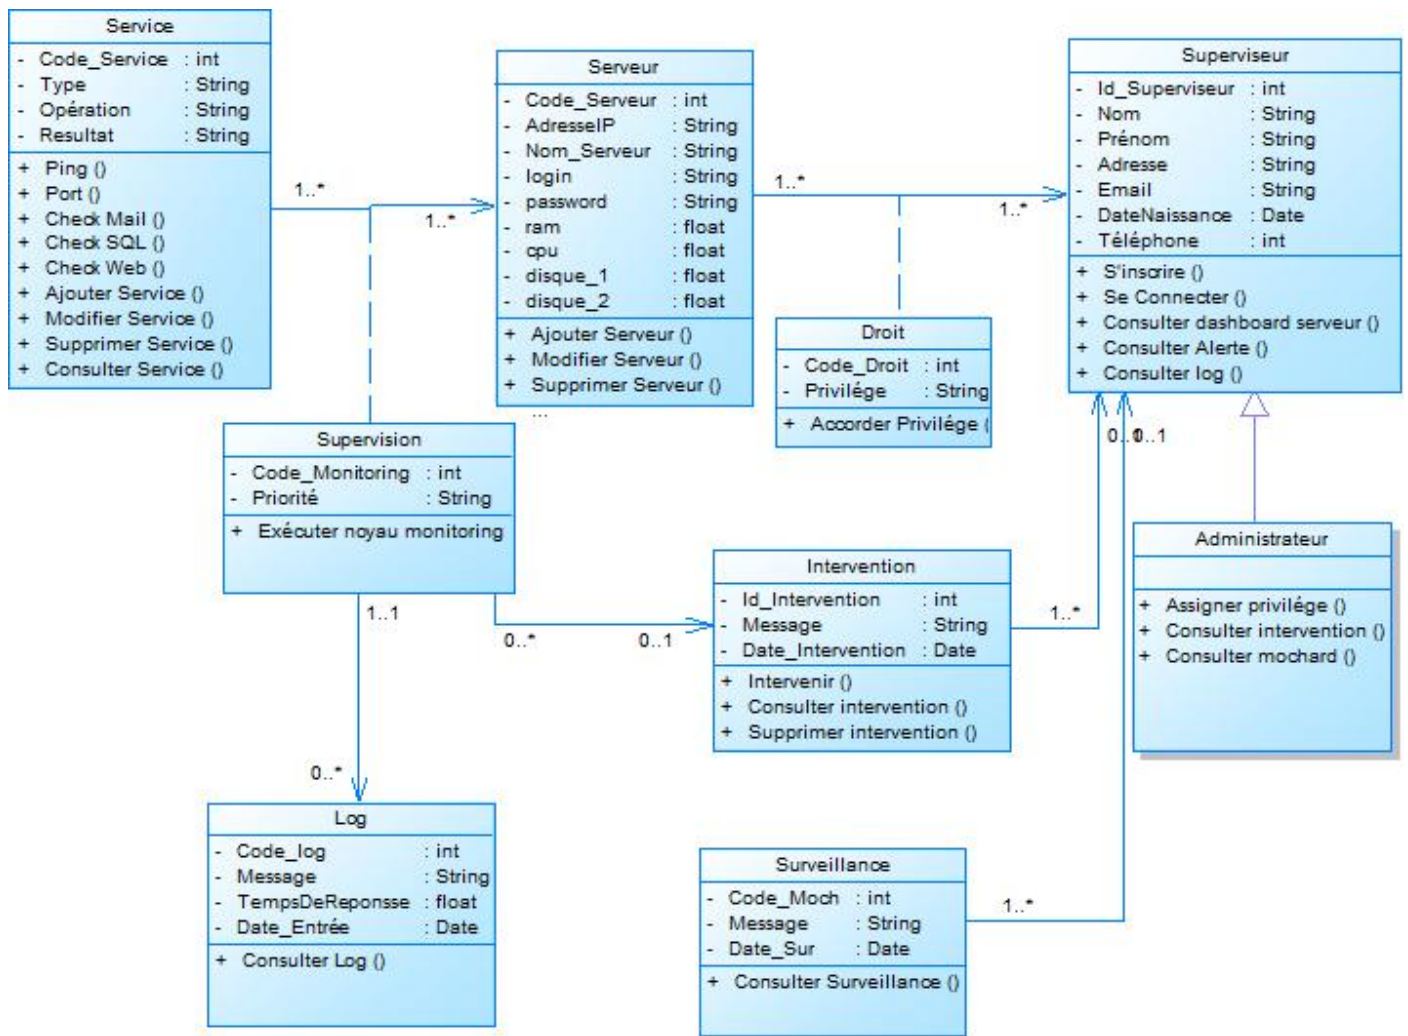 Service
- Code_Service : int
- Type : String
- Opération : String
- Resultat : String
+ Ping ()
+ Port ()
+ Check Mail ()
+ Check SQL ()
+ Check Web ()
+ Ajouter Service ()
+ Modifier Service ()
+ Supprimer Service ()
+ Consulter Service ()
1..*
1..*
Serveur
- Code_Serveur : int
- AdresseIP : String
- Nom_Serveur : String
- login : String
- password : String
- ram : float
- cpu : float
- disque_1 : float
- disque_2 : float
+ Ajouter Serveur ()
+ Modifier Serveur ()
+ Supprimer Serveur ()
...
1..*
1..*
Superviseur
- Id_Superviseur : int
- Nom : String
- Prénom : String
- Adresse : String
- Email : String
- DateNaissance : Date
- Téléphone : int
+ S'inscrire ()
+ Se Connecter ()
+ Consulter dashboard serveur ()
+ Consulter Alerte ()
+ Consulter log ()
Droit
- Code_Droit : int
- Privilége : String
+ Accorder Privilége (
Supervision
- Code_Monitoring : int
- Priorité : String
+ Exécuter noyau monitoring
1..1
0..*
0..*
0..1
Intervention
- Id_Intervention : int
- Message : String
- Date_Intervention : Date
+ Intervenir ()
+ Consulter intervention ()
+ Supprimer intervention ()
1..*
0..1
Administrateur
+ Assigner privilége ()
+ Consulter intervention ()
+ Consulter mochard ()
Log
- Code_log : int
- Message : String
- TempsDeReponsse : float
- Date_Entrée : Date
+ Consulter Log ()
Surveillance
- Code_Moch : int
- Message : String
- Date_Sur : Date
+ Consulter Surveillance ()
1..*